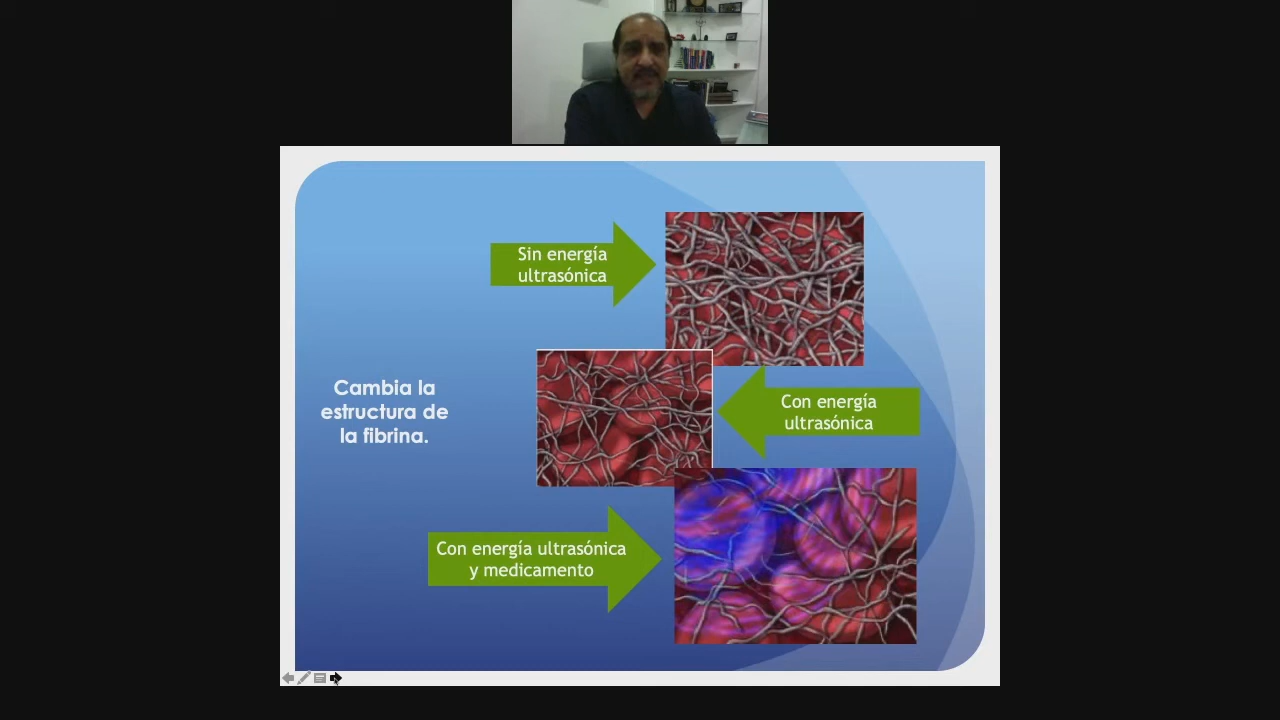 Sin energía
ultrasónica
Cambia la
estructura de
la fibrina.
Con energía
ultrasónica
Con energía ultrasónica
y medicamento